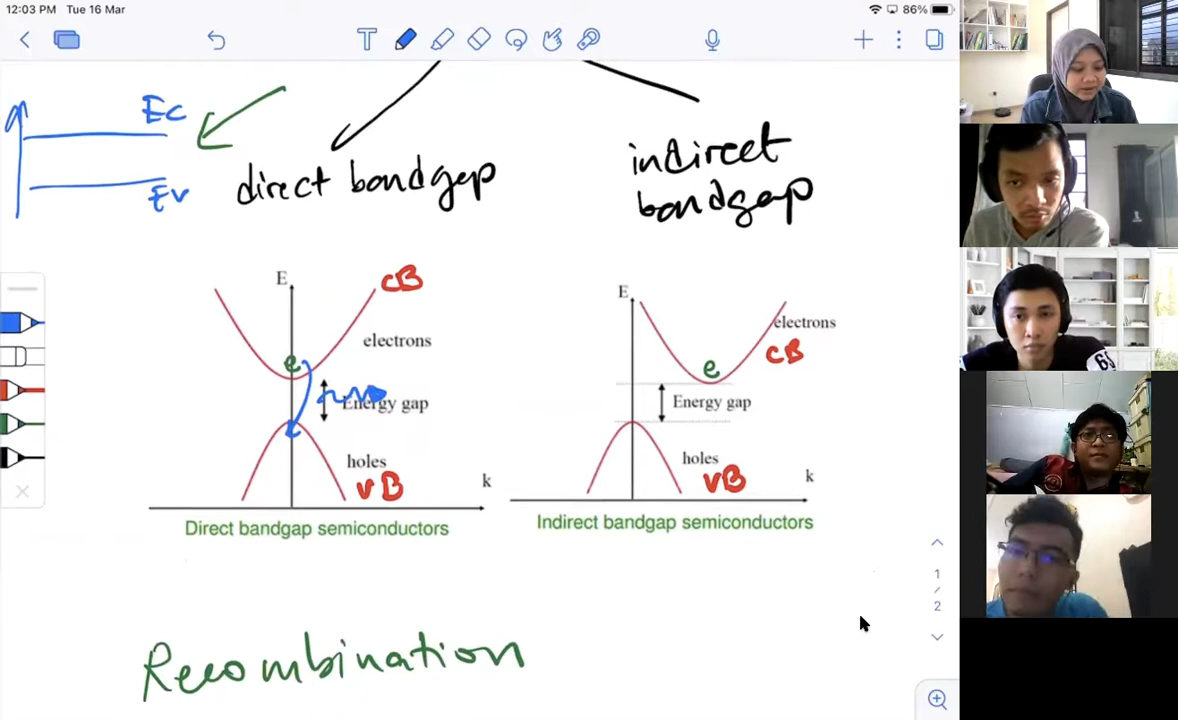 12:03 PM Tue 16 Mar
86%
Ec
Ev
direct bandgap
indirect
bandgap
E
CB
electrons
e
hv
Energy gap
holes
VB
k
Direct bandgap semiconductors
E
electrons
CB
e
Energy gap
holes
VB
k
Indirect bandgap semiconductors
1
/
2
Recombination